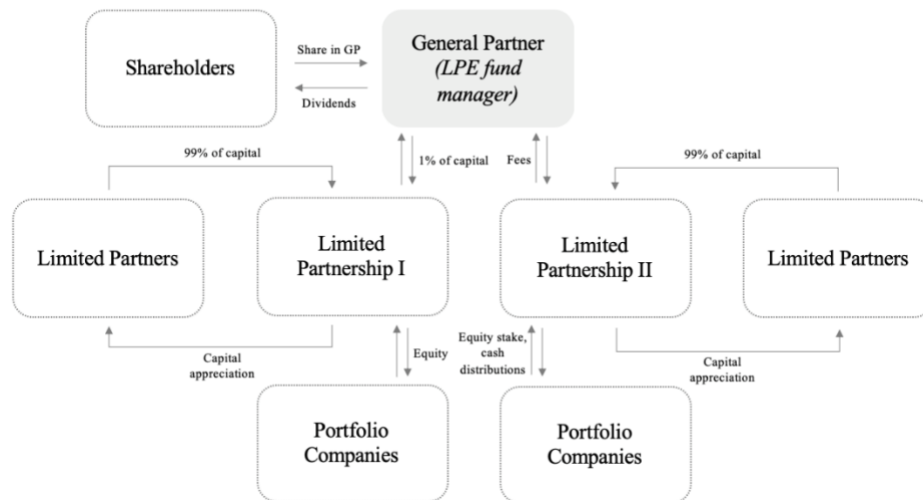 Shareholders
Share in GP
Dividends
General Partner
(LPE fund
manager)
99% of capital
1% of capital
Fees
99% of capital
Limited Partners
Limited
Partnership I
Limited
Partnership II
Limited Partners
Capital
appreciation
Equity
Equity stake,
cash
distributions
Capital
appreciation
Portfolio
Companies
Portfolio
Companies